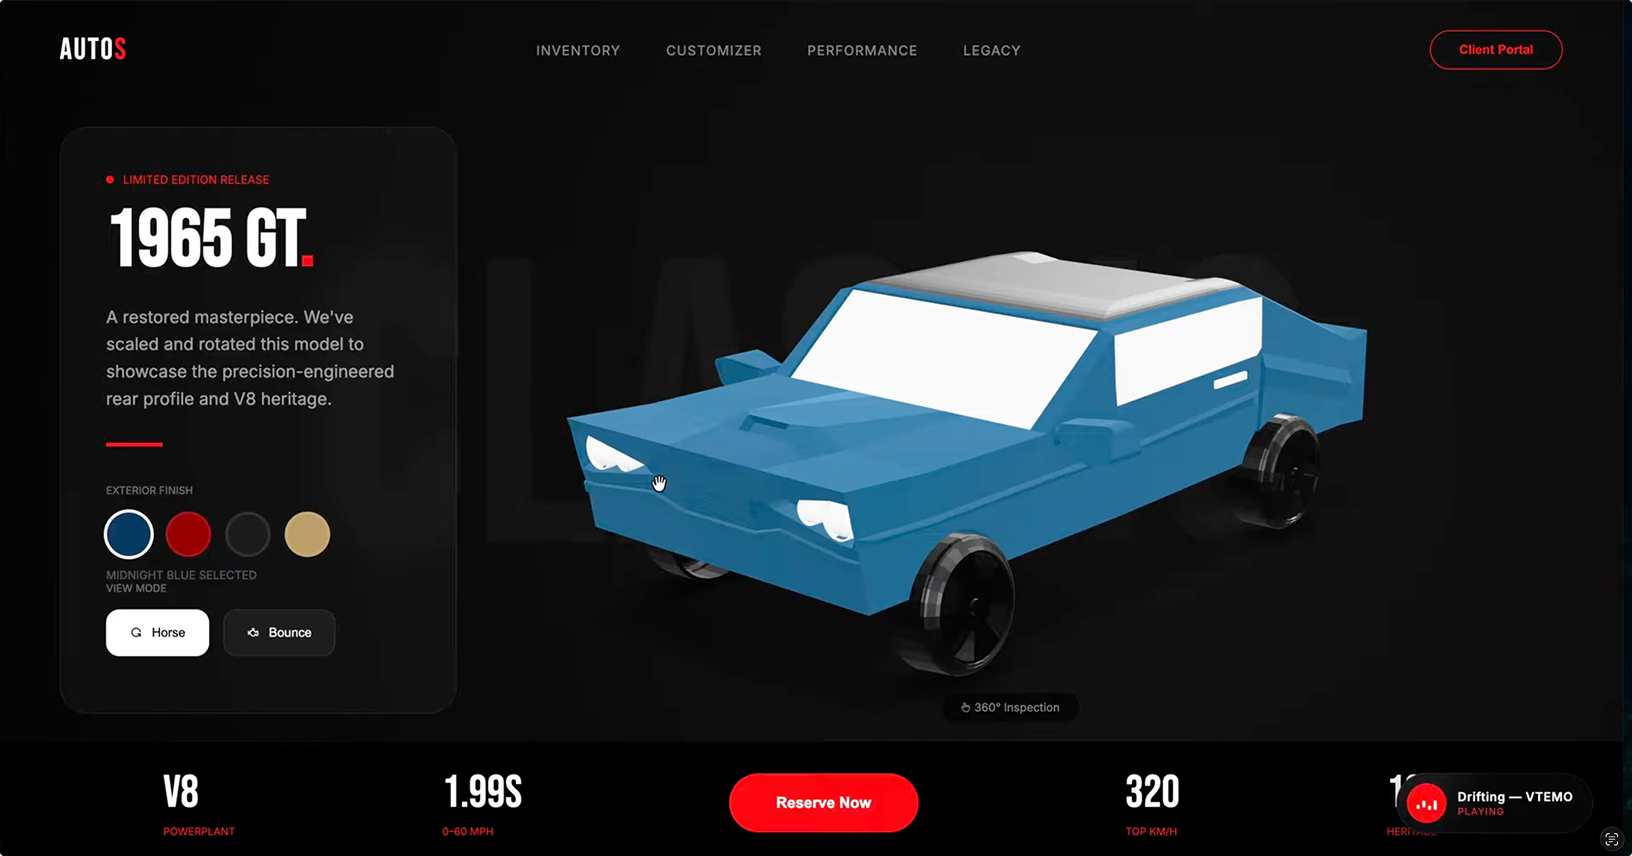 AUTOS
INVENTORY
CUSTOMIZER
PERFORMANCE
LEGACY
Client Portal
LIMITED EDITION RELEASE
1965 GT.
A restored masterpiece. We've
scaled and rotated this model to
showcase the precision-engineered
rear profile and V8 heritage.
EXTERIOR FINISH
MIDNIGHT BLUE SELECTED
VIEW MODE
Horse
Bounce
360° Inspection
V8
POWERPLANT
1.99S
0–60 MPH
Reserve Now
320
TOP KM/H
HERITAGE
Drifting — VTEMO
PLAYING